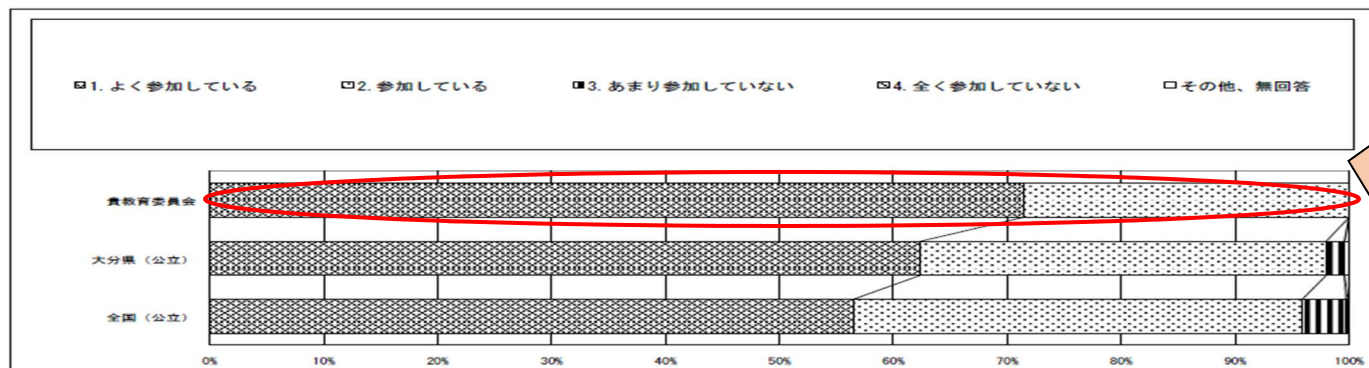 1. よく参加している 2. 参加している 3. あまり参加していない 4. 全く参加していない その他、無回答
貴教育委員会
大分県（公立）
全国（公立）
0% 10% 20% 30% 40% 50% 60% 70% 80% 90% 100%